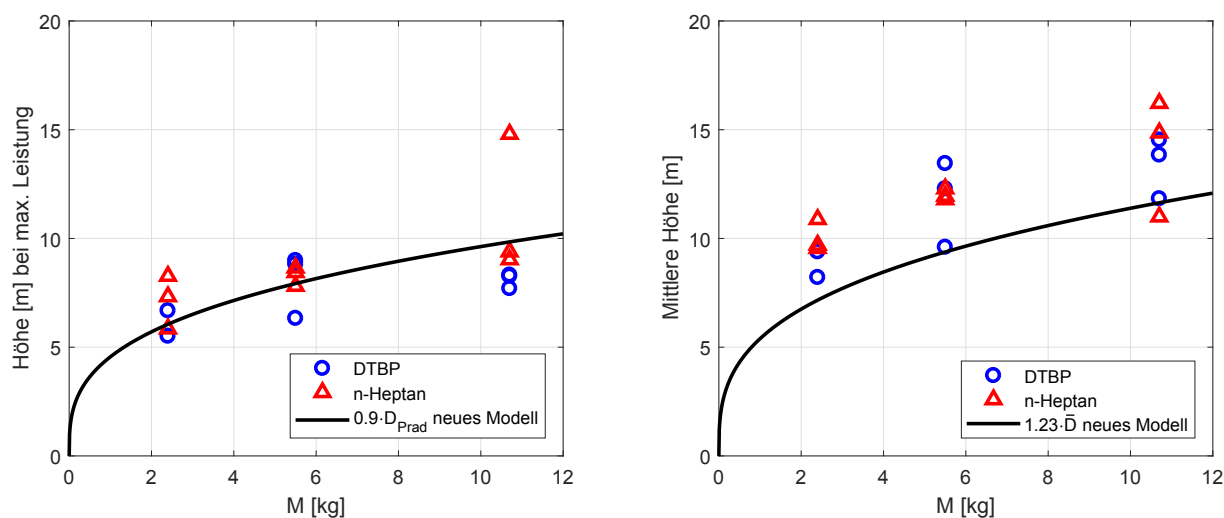 20
15
10
5
0
0 2 4 6 8 10 12
Höhe [m] bei max. Leistung
M [kg]
DTBP
n-Heptan
0.9·D_Prad neues Modell
20
15
10
5
0
0 2 4 6 8 10 12
Mittlere Höhe [m]
M [kg]
DTBP
n-Heptan
1.23·D̄ neues Modell